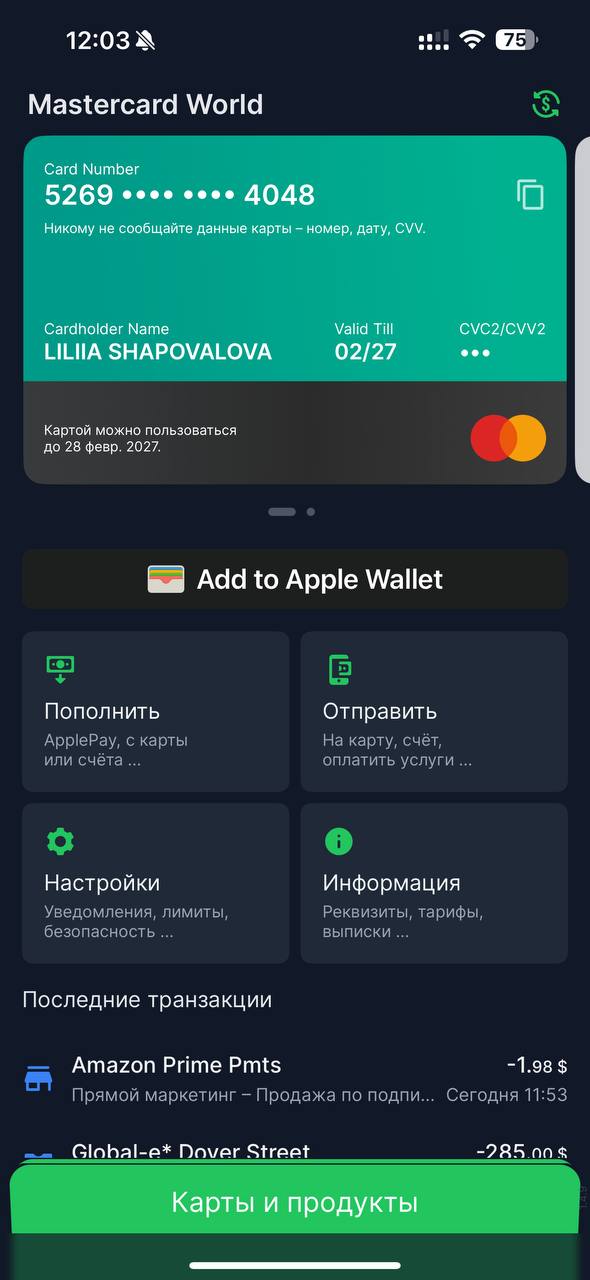 12:03
75
Mastercard World
Card Number
5269 •••• •••• 4048
Никому не сообщайте данные карты – номер, дату, CVV.
Cardholder Name Valid Till CVC2/CVV2
LILIIA SHAPOVALOVA 02/27 •••
Картой можно пользоваться
до 28 февр. 2027.
Add to Apple Wallet
Пополнить
ApplePay, с карты
или счёта ...
Отправить
На карту, счёт,
оплатить услуги ...
Настройки
Уведомления, лимиты,
безопасность ...
Информация
Реквизиты, тарифы,
выписки ...
Последние транзакции
Amazon Prime Pmts -1.98 $
Прямой маркетинг – Продажа по подпи... Сегодня 11:53
Global-e* Dover Street -285.00 $
Карты и продукты